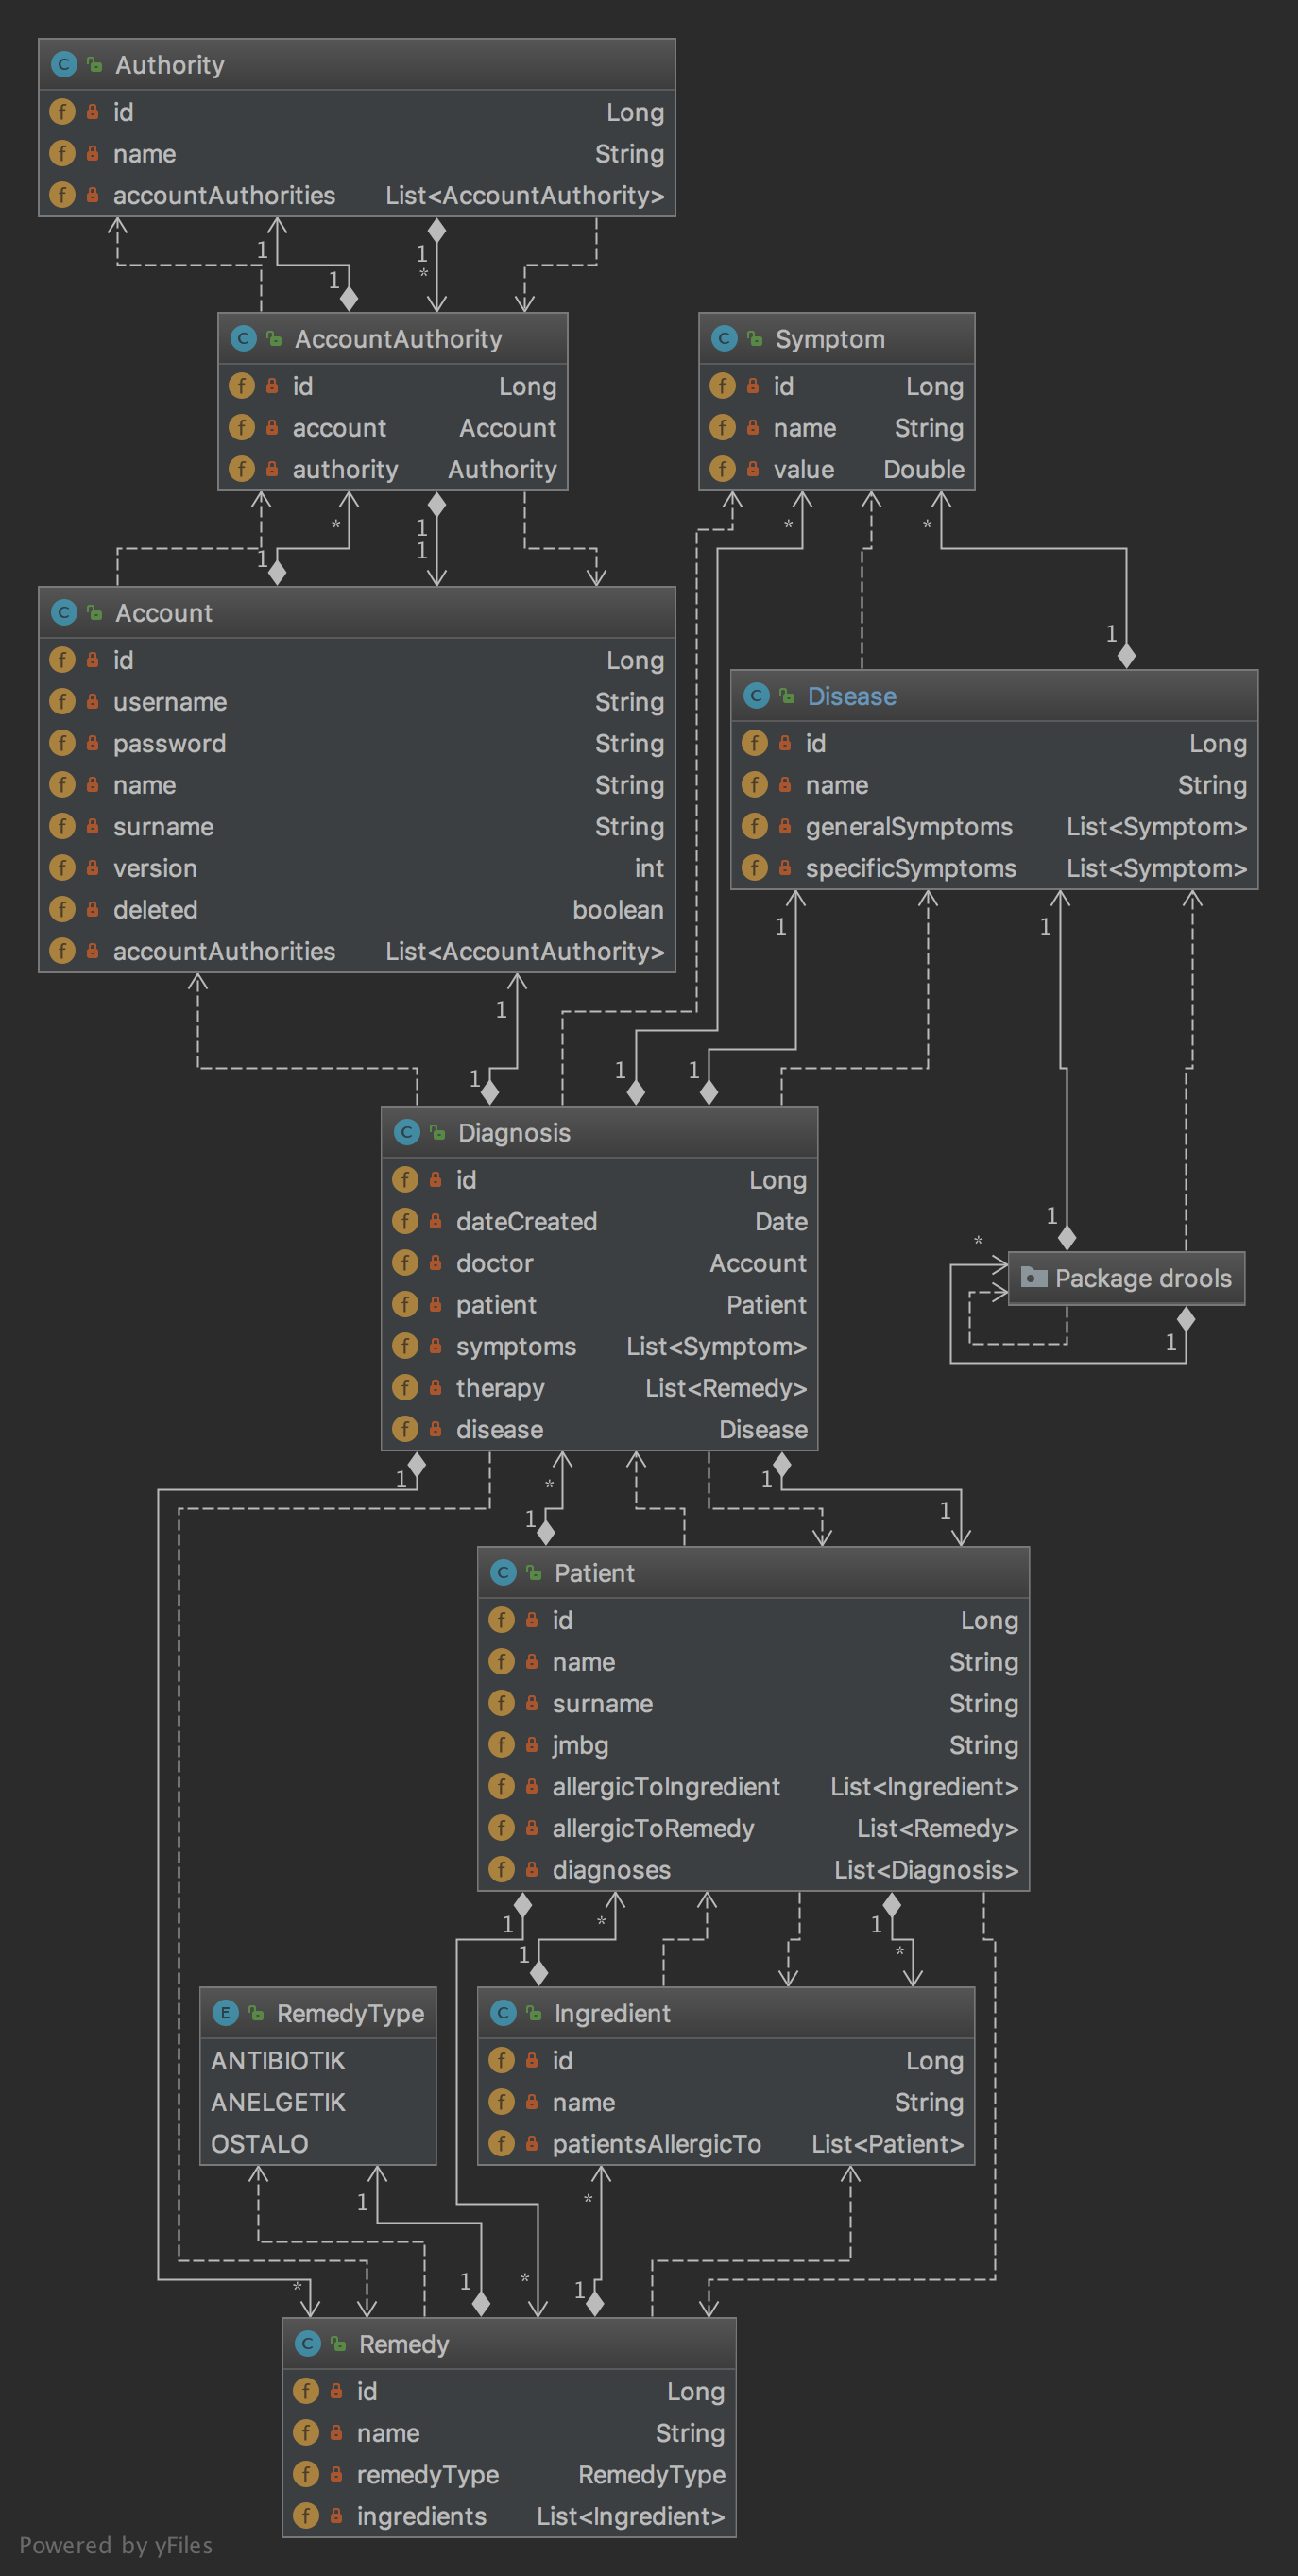 Authority
id Long
name String
accountAuthorities List<AccountAuthority>
1
1
1
*
AccountAuthority
id Long
account Account
authority Authority
Symptom
id Long
name String
value Double
*
1
1
1
*
*
1
Account
id Long
username String
password String
name String
surname String
version int
deleted boolean
accountAuthorities List<AccountAuthority>
Disease
id Long
name String
generalSymptoms List<Symptom>
specificSymptoms List<Symptom>
1
1
1
1
1
1
Diagnosis
id Long
dateCreated Date
doctor Account
patient Patient
symptoms List<Symptom>
therapy List<Remedy>
disease Disease
1
*
Package drools
1
1
*
1
1
1
Patient
id Long
name String
surname String
jmbg String
allergicToIngredient List<Ingredient>
allergicToRemedy List<Remedy>
diagnoses List<Diagnosis>
1
*
1
1
*
RemedyType
ANTIBIOTIK
ANELGETIK
OSTALO
Ingredient
id Long
name String
patientsAllergicTo List<Patient>
1
*
*
1
*
1
Remedy
id Long
name String
remedyType RemedyType
ingredients List<Ingredient>
Powered by yFiles